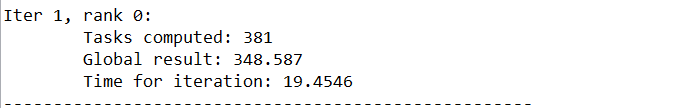 Iter 1, rank 0:
Tasks computed: 381
Global result: 348.587
Time for iteration: 19.4546
-----------------------------------------------------